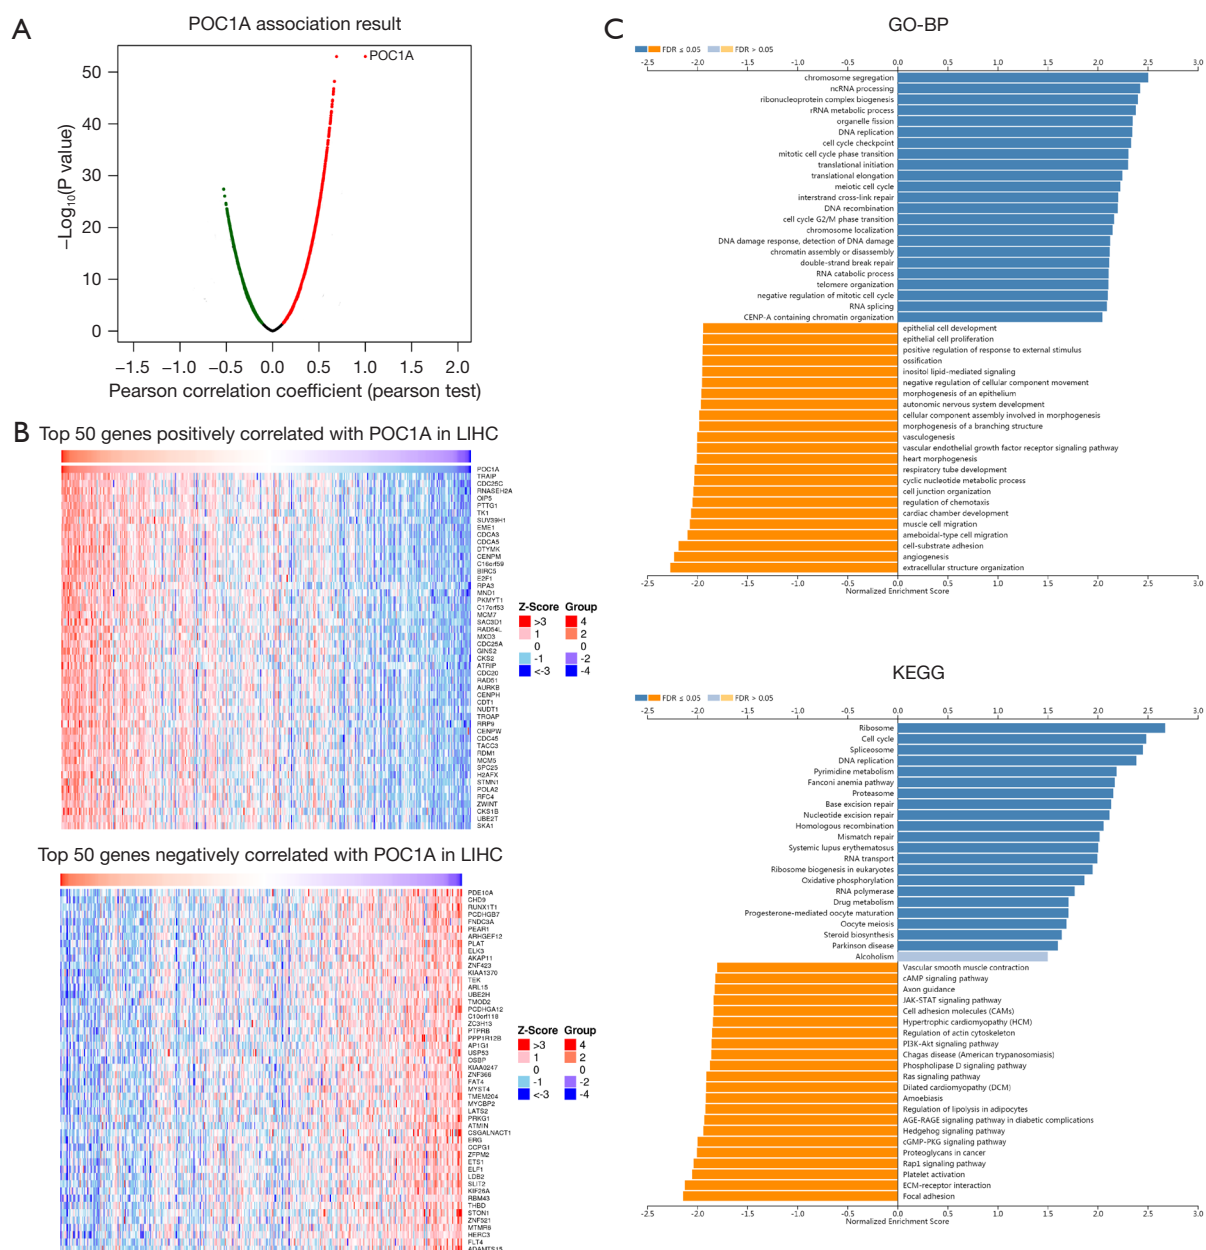 A
POC1A association result
POC1A
50
40
30
20
10
0
−Log10(P value)
−1.5 −1.0 −0.5 0.0 0.5 1.0 1.5 2.0
Pearson correlation coefficient (pearson test)
B
Top 50 genes positively correlated with POC1A in LIHC
POC1A
TRAIP
CDC25C
RNASEH2A
OIP5
PTTG1
TK1
SUV39H1
EME1
CDCA3
CDCA5
DTYMK
CENPM
C16orf59
BIRC5
E2F1
RPA3
MND1
PKMYT1
C17orf53
MCM7
SAC3D1
RAD54L
MXD3
CDC25A
GINS2
CKS2
ATRIP
CDC20
RAD51
AURKB
CENPH
CDT1
NUDT1
TROAP
RRP9
CENPW
CDC45
TACC3
RDM1
MCM5
SPC25
H2AFX
STMN1
POLA2
RFC4
ZWINT
CKS1B
UBE2T
SKA1
Z-Score Group
>3 4
1 2
0 0
-1 -2
<-3 -4
Top 50 genes negatively correlated with POC1A in LIHC
PDE10A
CHD9
RUNX1T1
PCDHGB7
FNDC3A
PEAR1
ARHGEF12
PLAT
ELK3
AKAP11
ZNF423
KIAA1370
TEK
ARL15
UBE2H
TMOD2
PCDHGA12
C10orf118
ZC3H13
PTPRB
PPP1R12B
AP1G1
USP53
OSBP
KIAA0247
ZNF366
FAT4
MYST4
TMEM204
MYCBP2
LATS2
PRKG1
ATMIN
CSGALNACT1
ERG
CCPG1
ZFPM2
ETS1
ELF1
LDB2
SLIT2
KIF26A
RBM43
THBD
STON1
ZNF521
MTMR6
HERC3
FLT4
ADAMTS15
Z-Score Group
>3 4
1 2
0 0
-1 -2
<-3 -4
C
GO-BP
FDR ≤ 0.05 FDR > 0.05
-2.5 -2.0 -1.5 -1.0 -0.5 0.0 0.5 1.0 1.5 2.0 2.5 3.0
chromosome segregation
ncRNA processing
ribonucleoprotein complex biogenesis
rRNA metabolic process
organelle fission
DNA replication
cell cycle checkpoint
mitotic cell cycle phase transition
translational initiation
translational elongation
meiotic cell cycle
interstrand cross-link repair
DNA recombination
cell cycle G2/M phase transition
chromosome localization
DNA damage response, detection of DNA damage
chromatin assembly or disassembly
double-strand break repair
RNA catabolic process
telomere organization
negative regulation of mitotic cell cycle
RNA splicing
CENP-A containing chromatin organization
epithelial cell development
epithelial cell proliferation
positive regulation of response to external stimulus
ossification
inositol lipid-mediated signaling
negative regulation of cellular component movement
morphogenesis of an epithelium
autonomic nervous system development
cellular component assembly involved in morphogenesis
morphogenesis of a branching structure
vasculogenesis
vascular endothelial growth factor receptor signaling pathway
heart morphogenesis
respiratory tube development
cyclic nucleotide metabolic process
cell junction organization
regulation of chemotaxis
cardiac chamber development
muscle cell migration
ameboidal-type cell migration
cell-substrate adhesion
angiogenesis
extracellular structure organization
-2.5 -2.0 -1.5 -1.0 -0.5 0.0 0.5 1.0 1.5 2.0 2.5 3.0
Normalized Enrichment Score
KEGG
FDR ≤ 0.05 FDR > 0.05
-2.5 -2.0 -1.5 -1.0 -0.5 0.0 0.5 1.0 1.5 2.0 2.5 3.0
Ribosome
Cell cycle
Spliceosome
DNA replication
Pyrimidine metabolism
Fanconi anemia pathway
Proteasome
Base excision repair
Nucleotide excision repair
Homologous recombination
Mismatch repair
Systemic lupus erythematosus
RNA transport
Ribosome biogenesis in eukaryotes
Oxidative phosphorylation
RNA polymerase
Drug metabolism
Progesterone-mediated oocyte maturation
Oocyte meiosis
Steroid biosynthesis
Parkinson disease
Alcoholism
Vascular smooth muscle contraction
cAMP signaling pathway
Axon guidance
JAK-STAT signaling pathway
Cell adhesion molecules (CAMs)
Hypertrophic cardiomyopathy (HCM)
Regulation of actin cytoskeleton
PI3K-Akt signaling pathway
Chagas disease (American trypanosomiasis)
Phospholipase D signaling pathway
Ras signaling pathway
Dilated cardiomyopathy (DCM)
Amoebiasis
Regulation of lipolysis in adipocytes
AGE-RAGE signaling pathway in diabetic complications
Hedgehog signaling pathway
cGMP-PKG signaling pathway
Proteoglycans in cancer
Rap1 signaling pathway
Platelet activation
ECM-receptor interaction
Focal adhesion
-2.5 -2.0 -1.5 -1.0 -0.5 0.0 0.5 1.0 1.5 2.0 2.5 3.0
Normalized Enrichment Score